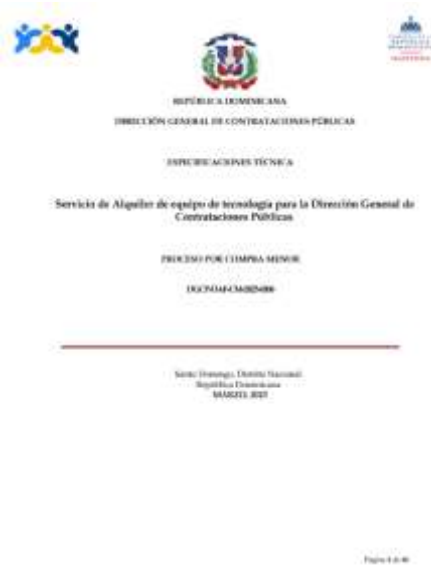 REPÚBLICA DOMINICANA
DIRECCIÓN GENERAL DE CONTRATACIONES PÚBLICAS
ESPECIFICACIONES TÉCNICA
Servicio de Alquiler de equipo de tecnología para la Dirección General de
Contrataciones Públicas
PROCESO POR COMPRA MENOR
Santo Domingo, Distrito Nacional
República Dominicana
MARZO,